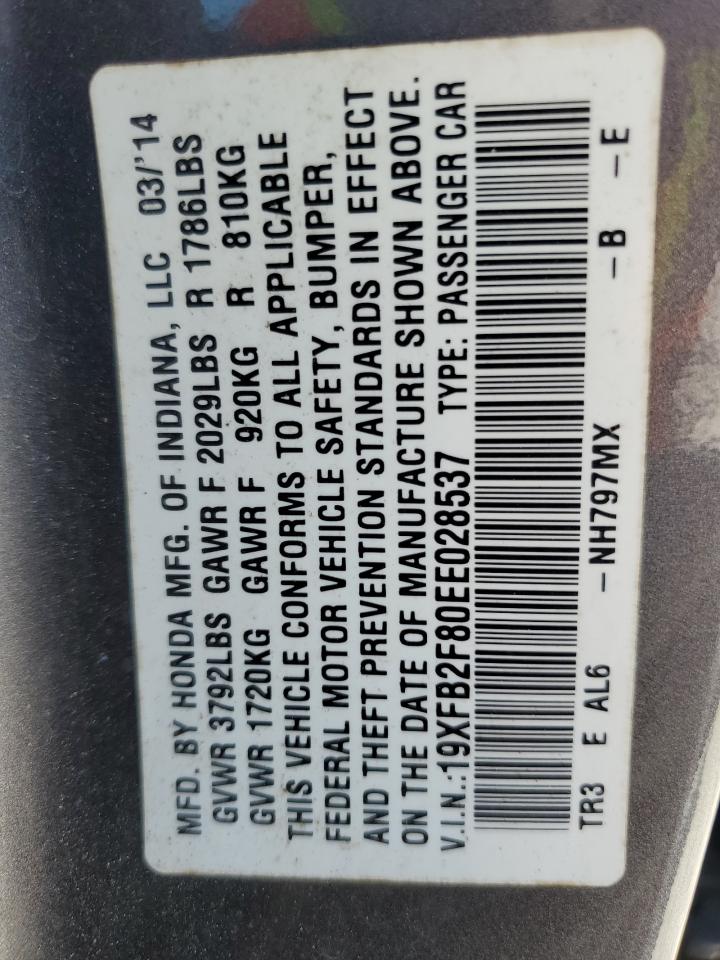 MFD. BY HONDA MFG. OF INDIANA, LLC 03/'14
GVWR 3792LBS GAWR F 2029LBS R 1786LBS
GVWR 1720KG GAWR F 920KG R 810KG
THIS VEHICLE CONFORMS TO ALL APPLICABLE
FEDERAL MOTOR VEHICLE SAFETY, BUMPER,
AND THEFT PREVENTION STANDARDS IN EFFECT
ON THE DATE OF MANUFACTURE SHOWN ABOVE.
V.I.N.:19XFB2F80EE028537 TYPE: PASSENGER CAR
TR3 E AL6 -NH797MX -B -E